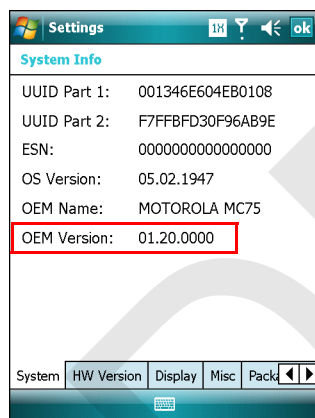 Settings 1X ok
System Info
UUID Part 1: 001346E604EB0108
UUID Part 2: F7FFBFD30F96AB9E
ESN: 0000000000000000
OS Version: 05.02.1947
OEM Name: MOTOROLA MC75
OEM Version: 01.20.0000
System HW Version Display Misc Packa